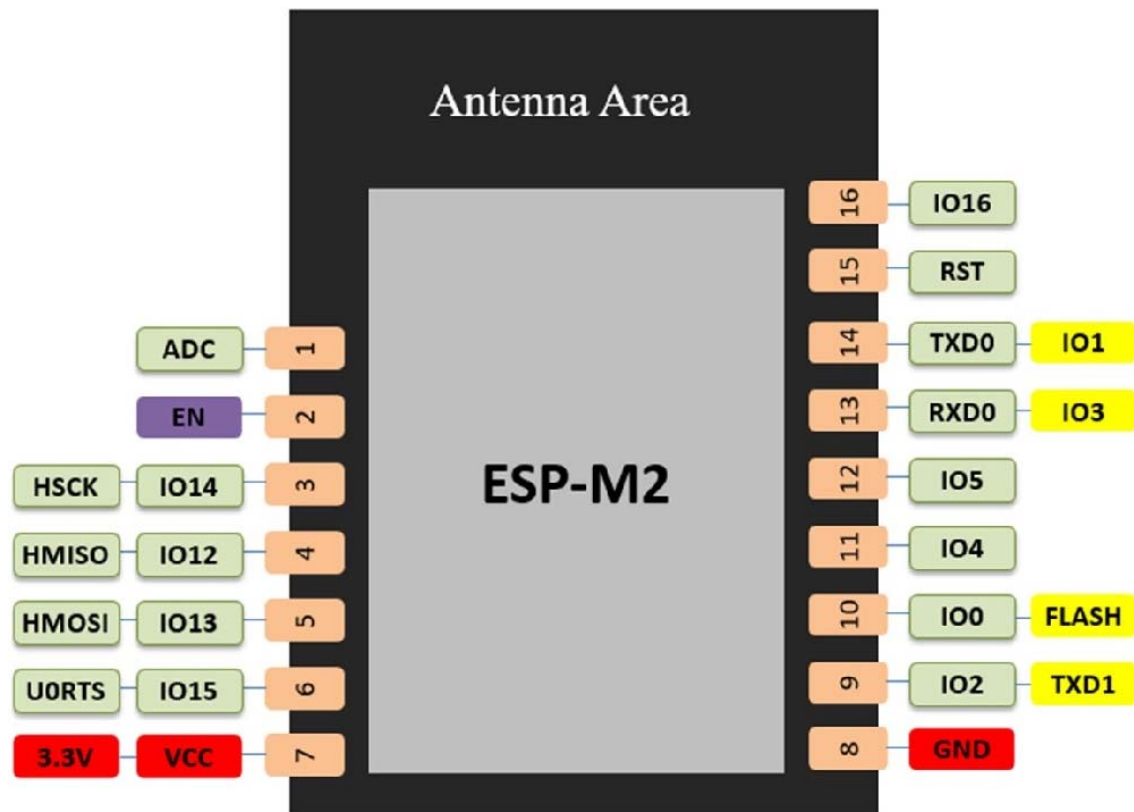 Antenna Area
16 IO16
15 RST
ADC 1
14 TXD0 IO1
EN 2
13 RXD0 IO3
HSCK IO14 3
ESP-M2
12 IO5
HMISO IO12 4
11 IO4
HMOSI IO13 5
10 IO0 FLASH
U0RTS IO15 6
9 IO2 TXD1
3.3V VCC 7
8 GND